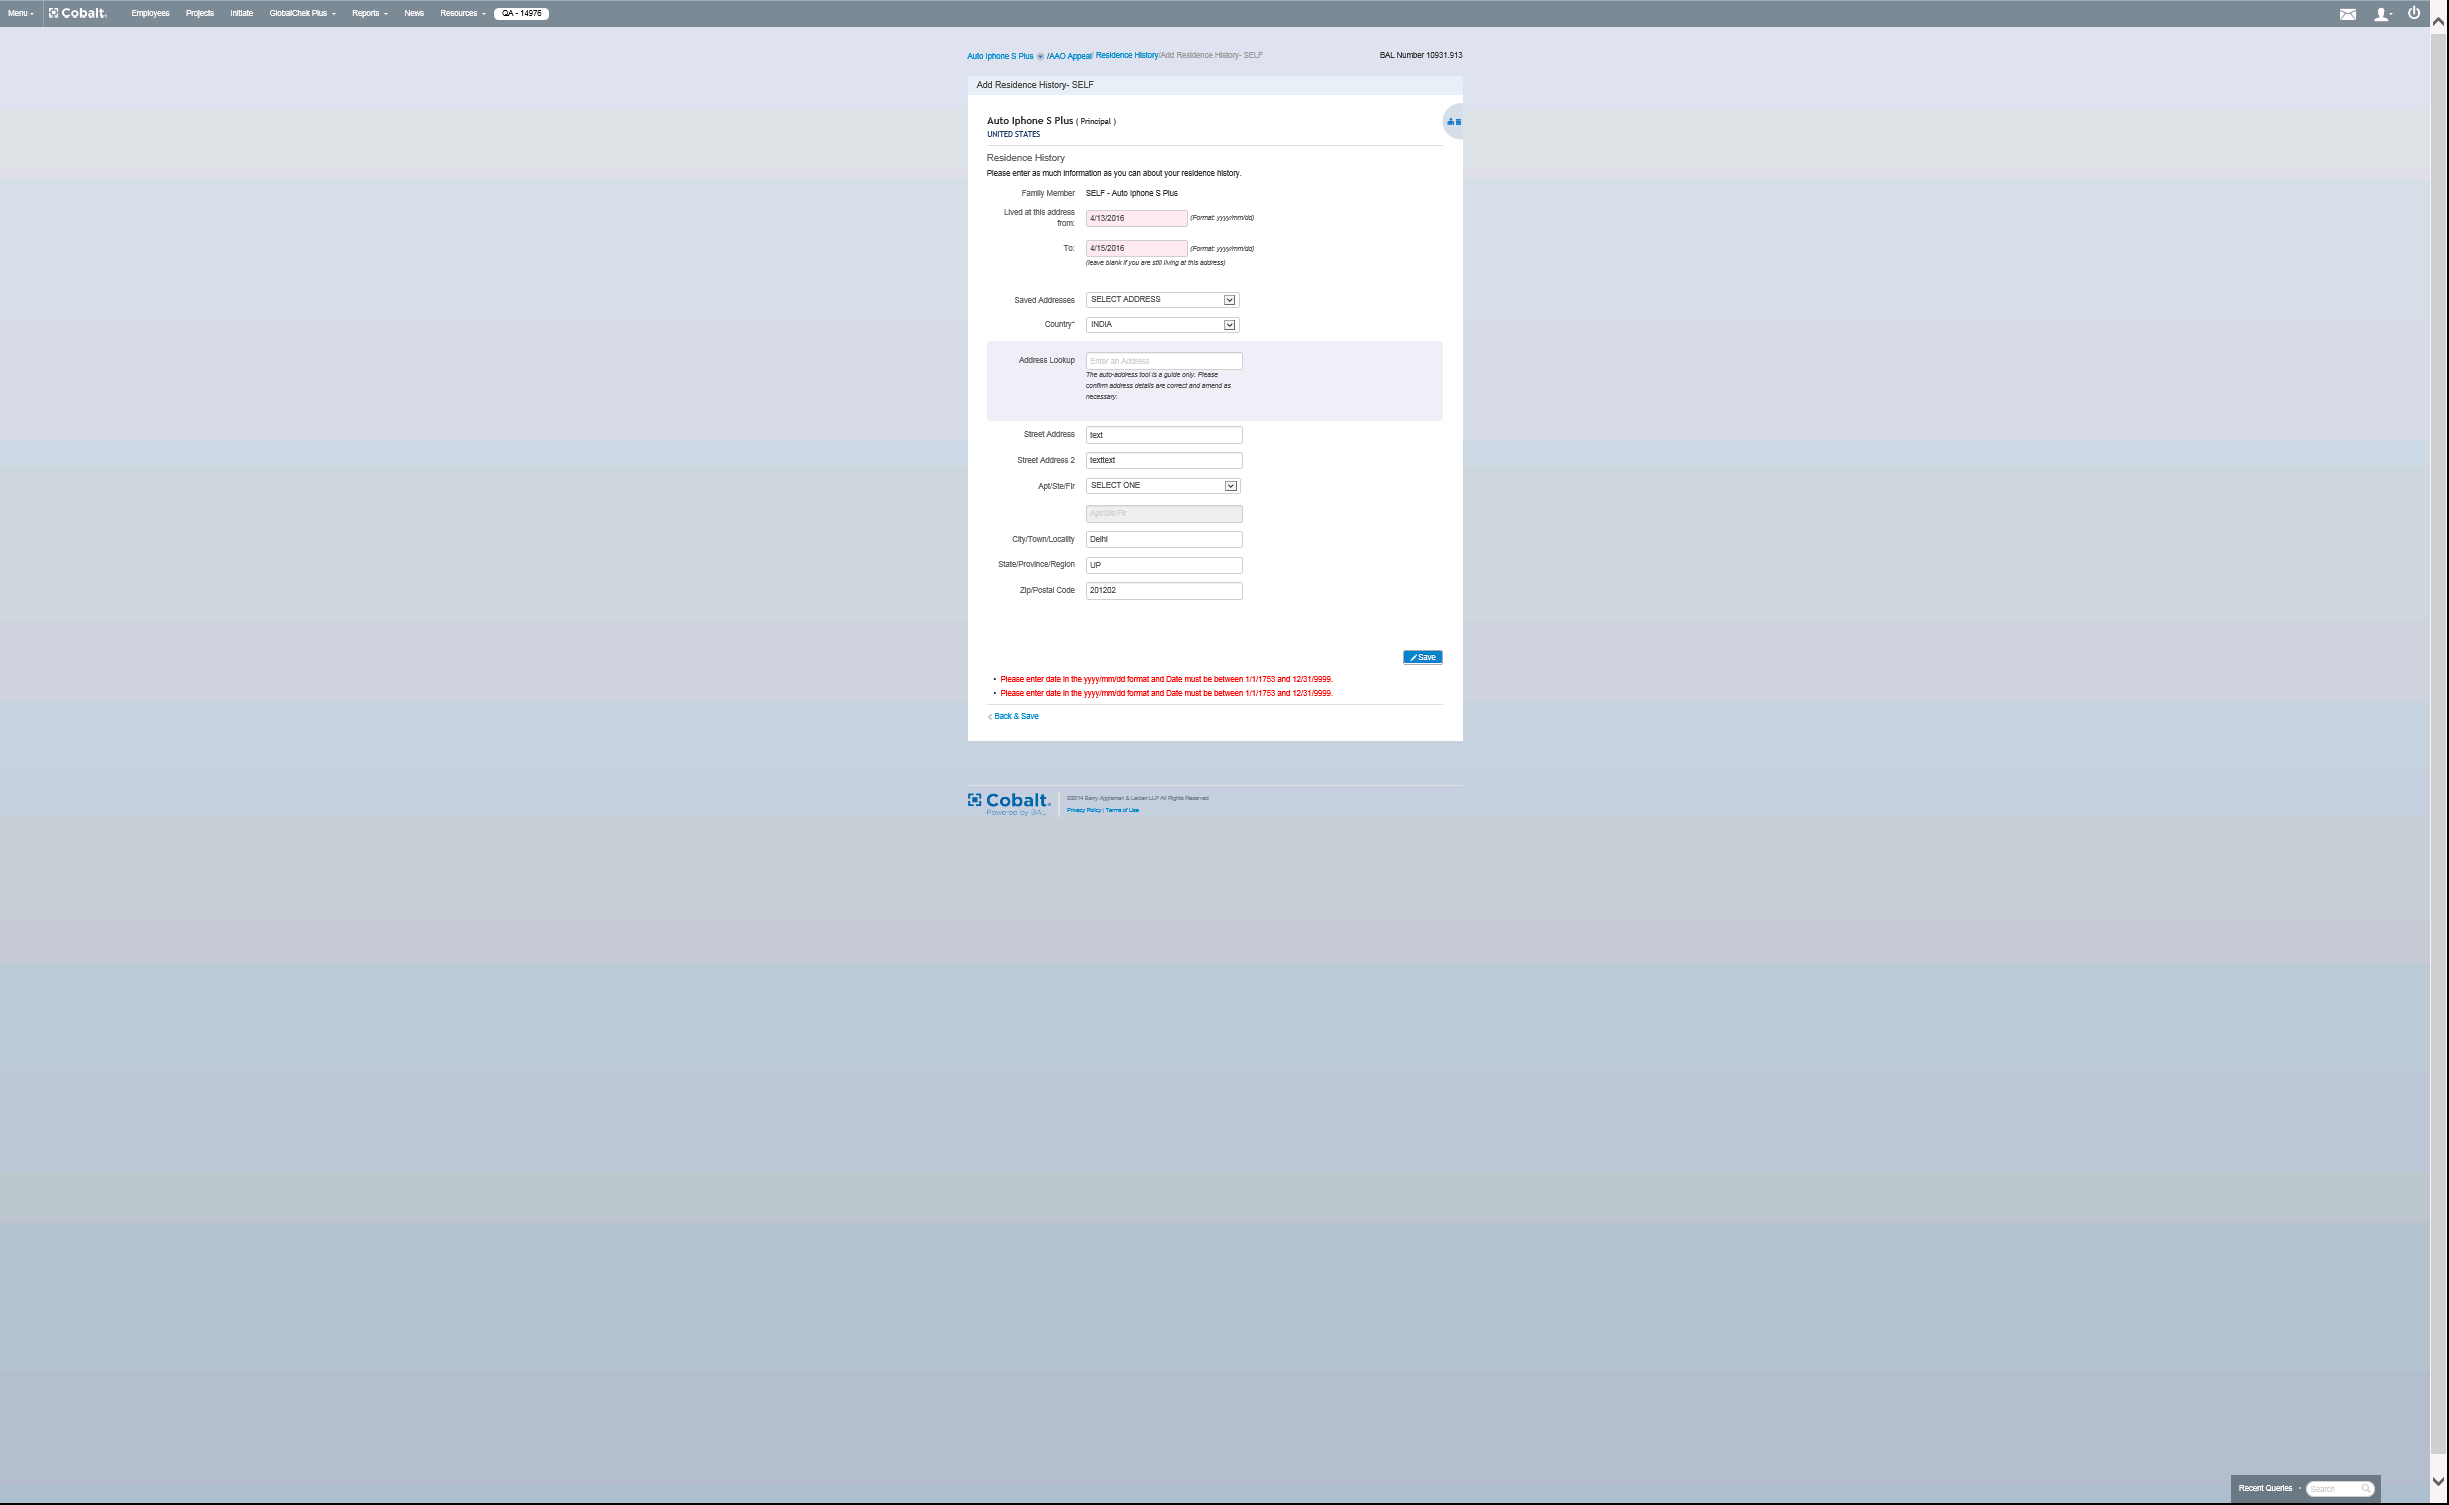 Menu Cobalt. Employees Projects Initiate GlobalChek Plus Reports News Resources QA - 14976
Auto Iphone S Plus /AAO Appeal/ Residence History/Add Residence History- SELF BAL Number 10931.913
Add Residence History- SELF
Auto Iphone S Plus ( Principal )
UNITED STATES
Residence History
Please enter as much information as you can about your residence history.
Family Member SELF - Auto Iphone S Plus
Lived at this address from: 4/13/2016 (Format: yyyy/mm/dd)
To: 4/15/2016 (Format: yyyy/mm/dd)
(leave blank if you are still living at this address)
Saved Addresses SELECT ADDRESS
Country* INDIA
Address Lookup Enter an Address
The auto-address tool is a guide only. Please
confirm address details are correct and amend as
necessary.
Street Address text
Street Address 2 texttext
Apt/Ste/Flr SELECT ONE
Apt/Ste/Flr
City/Town/Locality Delhi
State/Province/Region UP
Zip/Postal Code 201202
Save
• Please enter date in the yyyy/mm/dd format and Date must be between 1/1/1753 and 12/31/9999.
• Please enter date in the yyyy/mm/dd format and Date must be between 1/1/1753 and 12/31/9999.
Back & Save
Cobalt.
Powered by BAL
©2014 Berry Appleman & Leiden LLP All Rights Reserved
Privacy Policy | Terms of Use
Recent Queries Search